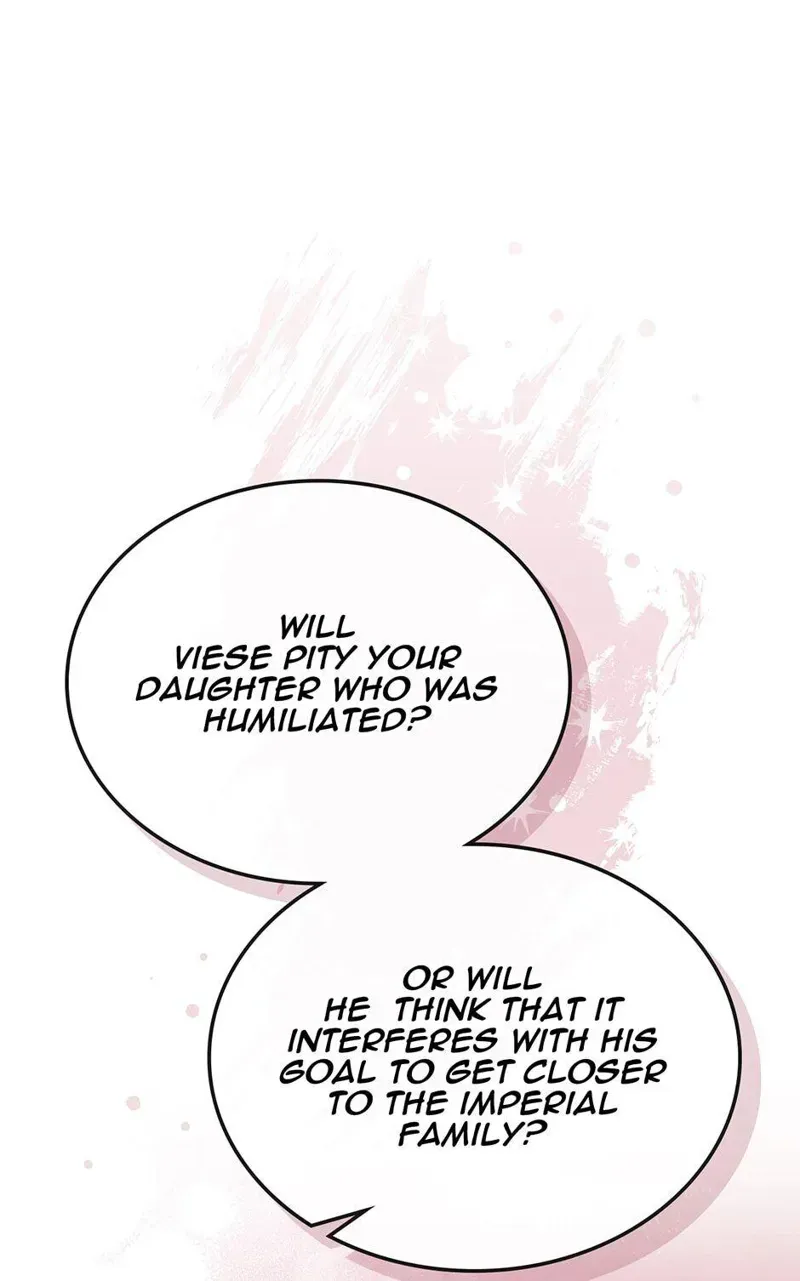 WILL
VIESE PITY YOUR
DAUGHTER WHO WAS
HUMILIATED?
OR WILL
HE THINK THAT IT
INTERFERES WITH HIS
GOAL TO GET CLOSER
TO THE IMPERIAL
FAMILY?